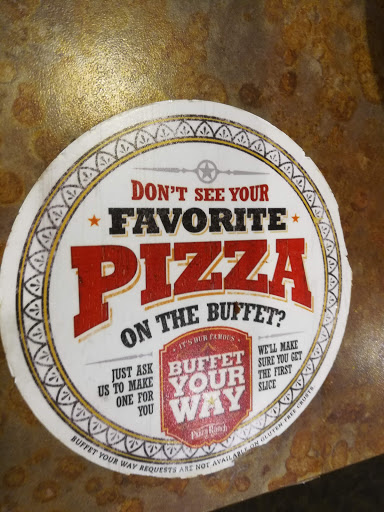 DON'T SEE YOUR
FAVORITE
PIZZA
ON THE BUFFET?
JUST ASK
US TO MAKE
ONE FOR
YOU
IT'S OUR FAMOUS
BUFFET
YOUR
WAY
Pizza Ranch
WE'LL MAKE
SURE YOU GET
THE FIRST
SLICE
BUFFET YOUR WAY REQUESTS ARE NOT AVAILABLE ON GLUTEN FREE CRUSTS